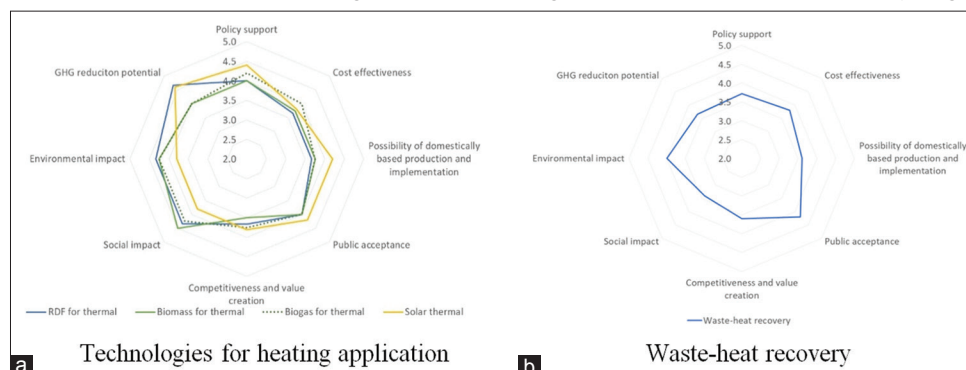 Policy support
5.0
4.5
4.0
3.5
3.0
2.5
2.0
Cost effectiveness
Possibility of domestically
based production and
implementation
Public acceptance
Competitiveness and value
creation
Social impact
Environmental impact
GHG reduciton potential
RDF for thermal
Biomass for thermal
Biogas for thermal
Solar thermal
a
Technologies for heating application
Policy support
5.0
4.5
4.0
3.5
3.0
2.5
2.0
Cost effectiveness
Possibility of domestically
based production and
implementation
Public acceptance
Competitiveness and value
creation
Social impact
Environmental impact
GHG reduciton potential
Waste-heat recovery
b
Waste-heat recovery